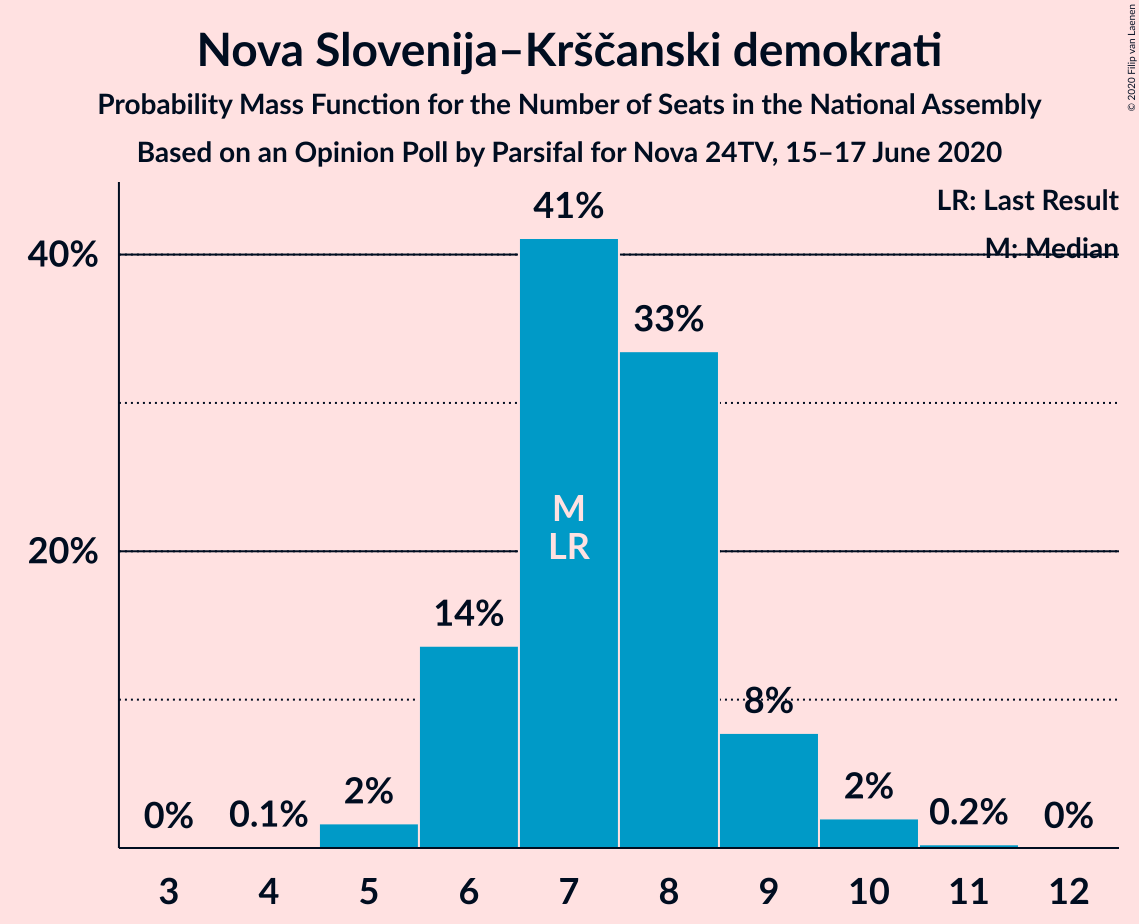 Nova Slovenija–Krščanski demokrati
Probability Mass Function for the Number of Seats in the National Assembly
Based on an Opinion Poll by Parsifal for Nova 24TV, 15–17 June 2020
© 2020 Filip van Laenen
LR: Last Result
M: Median
40%
20%
0%
0.1%
2%
14%
41%
33%
8%
2%
0.2%
0%
M
LR
3 4 5 6 7 8 9 10 11 12